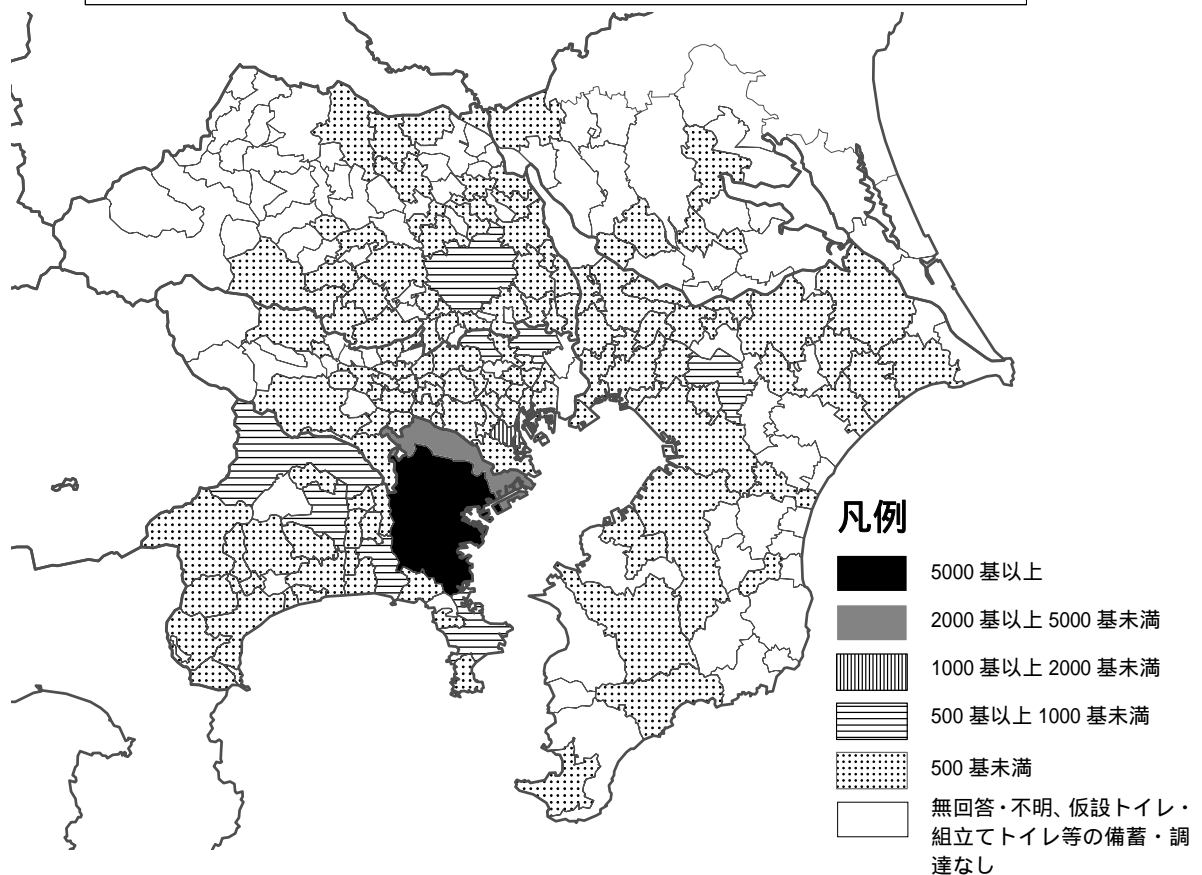 凡例
5000 基以上
2000 基以上 5000 基未満
1000 基以上 2000 基未満
500 基以上 1000 基未満
500 基未満
無回答・不明、仮設トイレ・
組立てトイレ等の備蓄・調
達なし